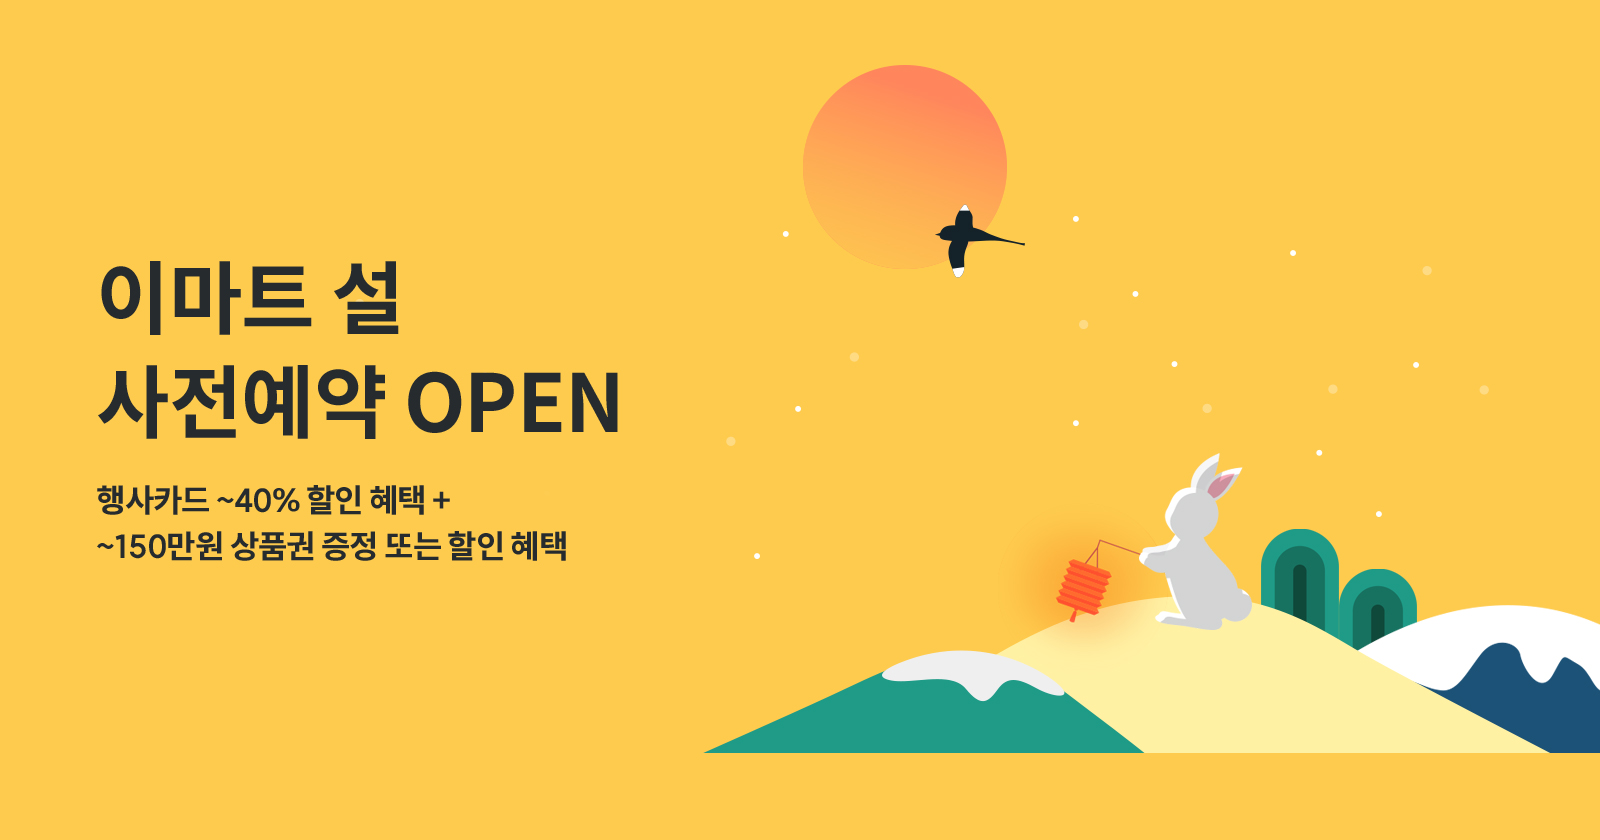 이마트 설
사전예약 OPEN
행사카드 ~40% 할인 혜택 +
~150만원 상품권 증정 또는 할인 혜택